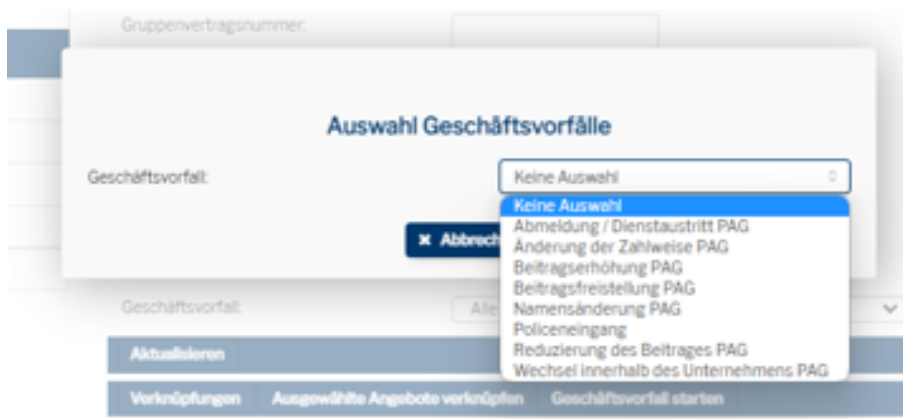 Gruppenvertragsnummer:
Auswahl Geschäftsvorfälle
Geschäftsvorfall:
Keine Auswahl
Keine Auswahl
Abmeldung / Dienstaustritt PAG
Änderung der Zahlweise PAG
Beitragserhöhung PAG
Beitragsfreistellung PAG
Namensänderung PAG
Policeneingang
Reduzierung des Beitrages PAG
Wechsel innerhalb des Unternehmens PAG
× Abbrech
Geschäftsvorfall:
Alle
Aktualisieren
Verknüpfungen Ausgewählte Angebote verknüpfen Geschäftsvorfall starten